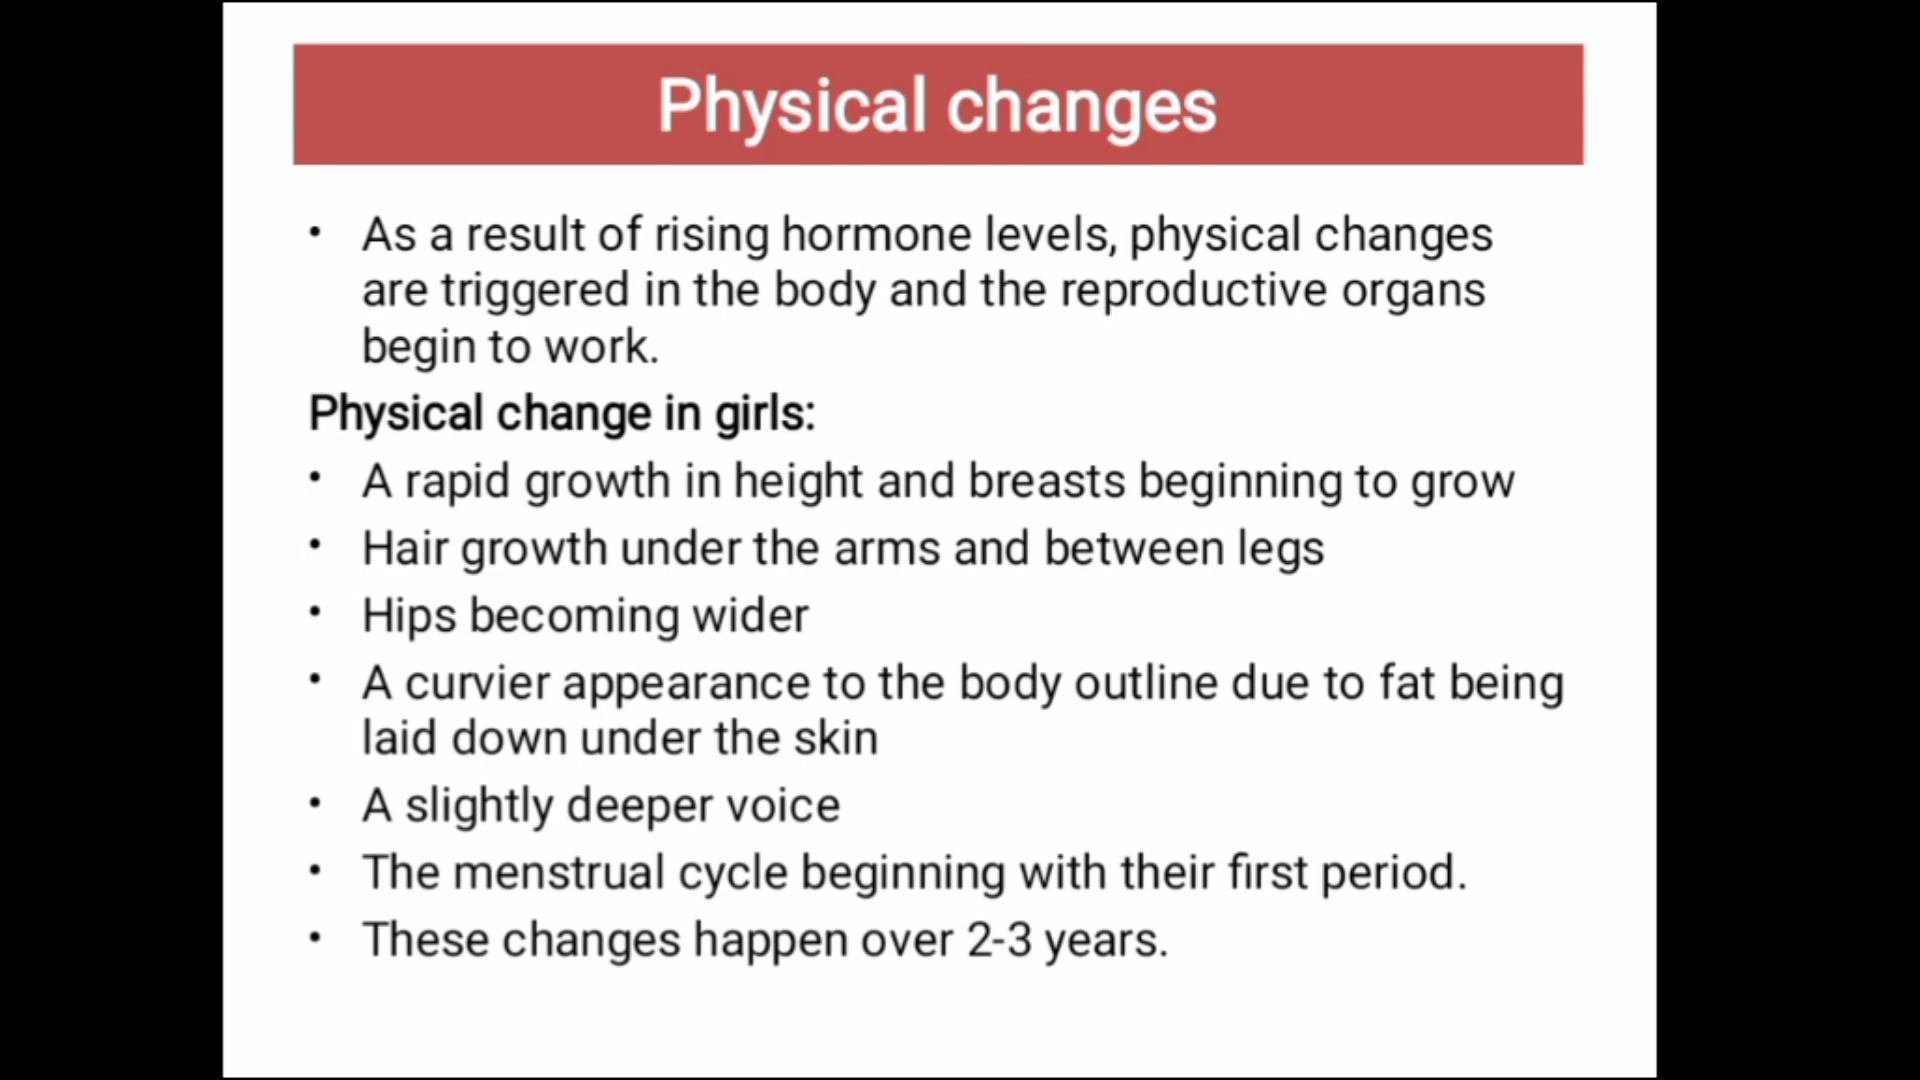 Physical changes
• As a result of rising hormone levels, physical changes
are triggered in the body and the reproductive organs
begin to work.
Physical change in girls:
• A rapid growth in height and breasts beginning to grow
• Hair growth under the arms and between legs
• Hips becoming wider
• A curvier appearance to the body outline due to fat being
laid down under the skin
• A slightly deeper voice
• The menstrual cycle beginning with their first period.
• These changes happen over 2-3 years.